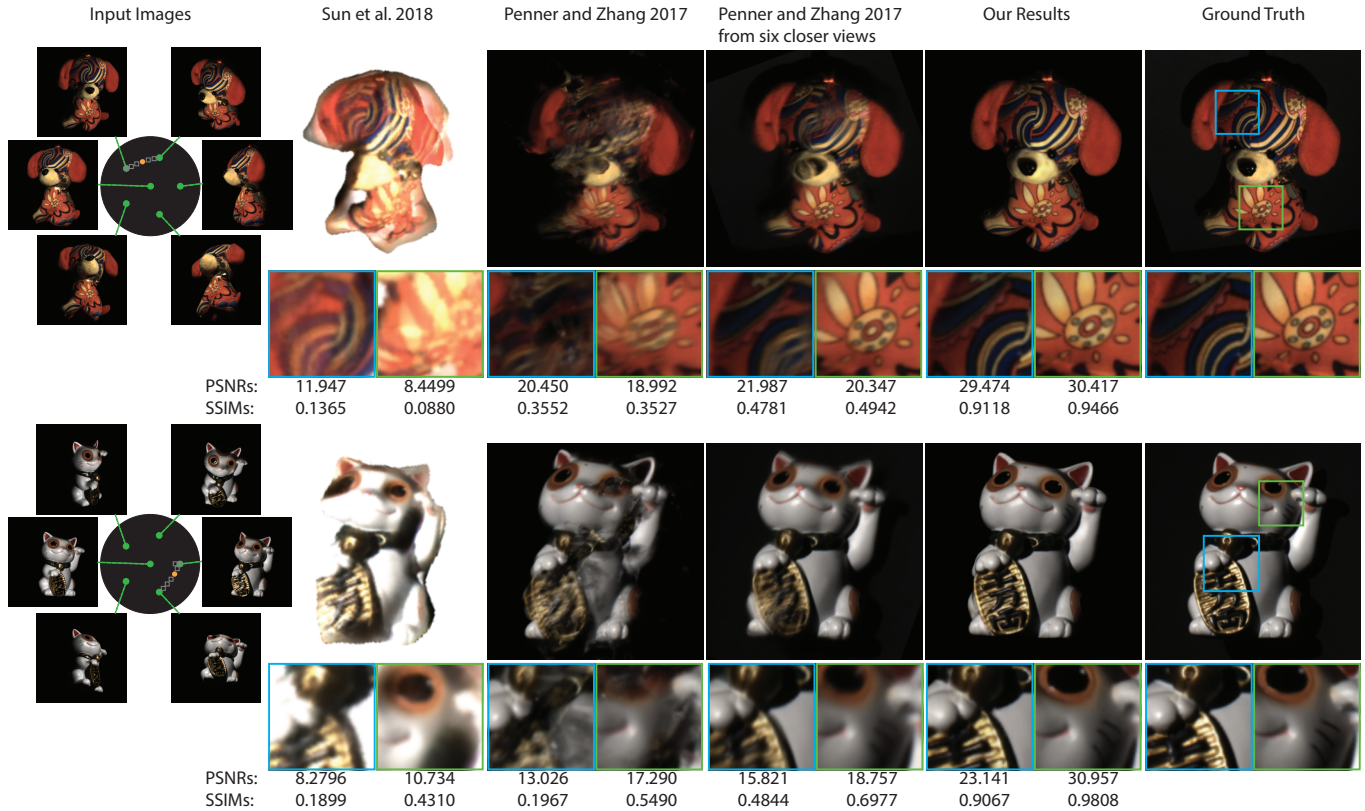 Input Images
Sun et al. 2018
Penner and Zhang 2017
Penner and Zhang 2017
from six closer views
Our Results
Ground Truth
PSNRs: 11.947 8.4499 20.450 18.992 21.987 20.347 29.474 30.417
SSIMs: 0.1365 0.0880 0.3552 0.3527 0.4781 0.4942 0.9118 0.9466
PSNRs: 8.2796 10.734 13.026 17.290 15.821 18.757 23.141 30.957
SSIMs: 0.1899 0.4310 0.1967 0.5490 0.4844 0.6977 0.9067 0.9808